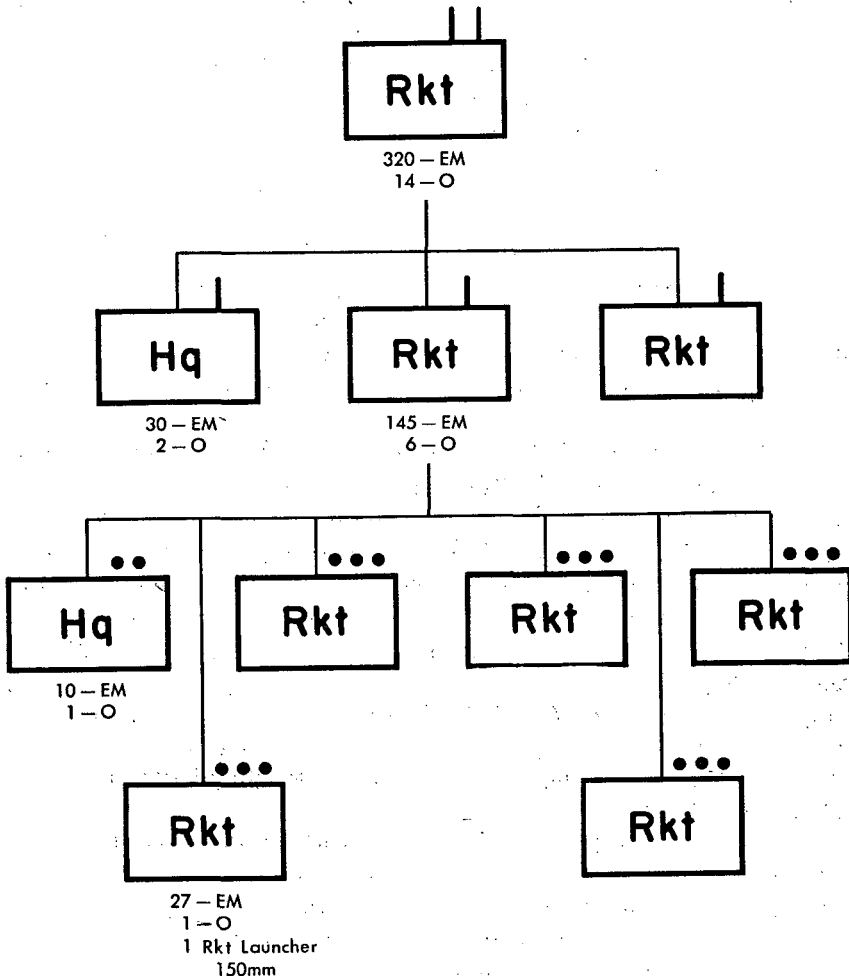 Rkt
320 — EM
14 — O
Hq
Rkt
Rkt
30 — EM
2 — O
145 — EM
6 — O
Hq
Rkt
Rkt
Rkt
10 — EM
1 — O
Rkt
Rkt
27 — EM
1 — O
1 Rkt Launcher
150mm